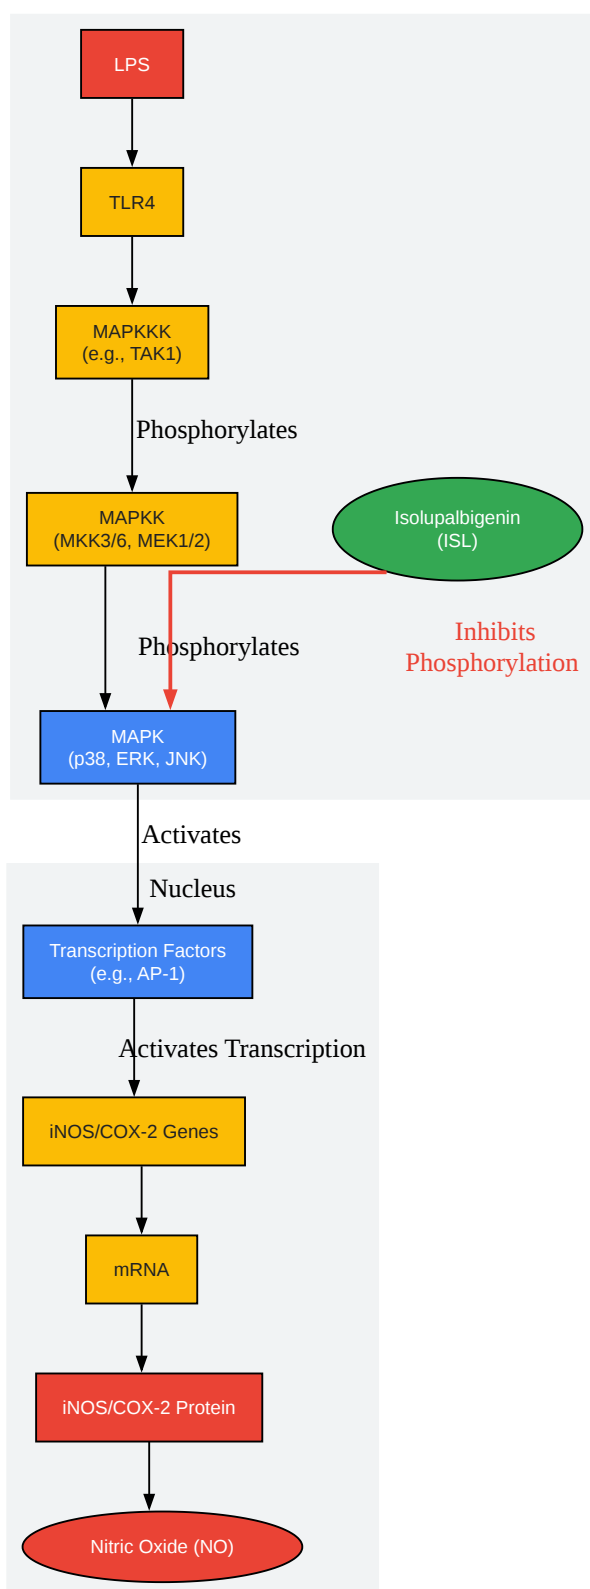 LPS
TLR4
MAPKKK
(e.g., TAK1)
Phosphorylates
MAPKK
(MKK3/6, MEK1/2)
Isolupalbigenin
(ISL)
Phosphorylates
Inhibits
Phosphorylation
MAPK
(p38, ERK, JNK)
Activates
Nucleus
Transcription Factors
(e.g., AP-1)
Activates Transcription
iNOS/COX-2 Genes
mRNA
iNOS/COX-2 Protein
Nitric Oxide (NO)